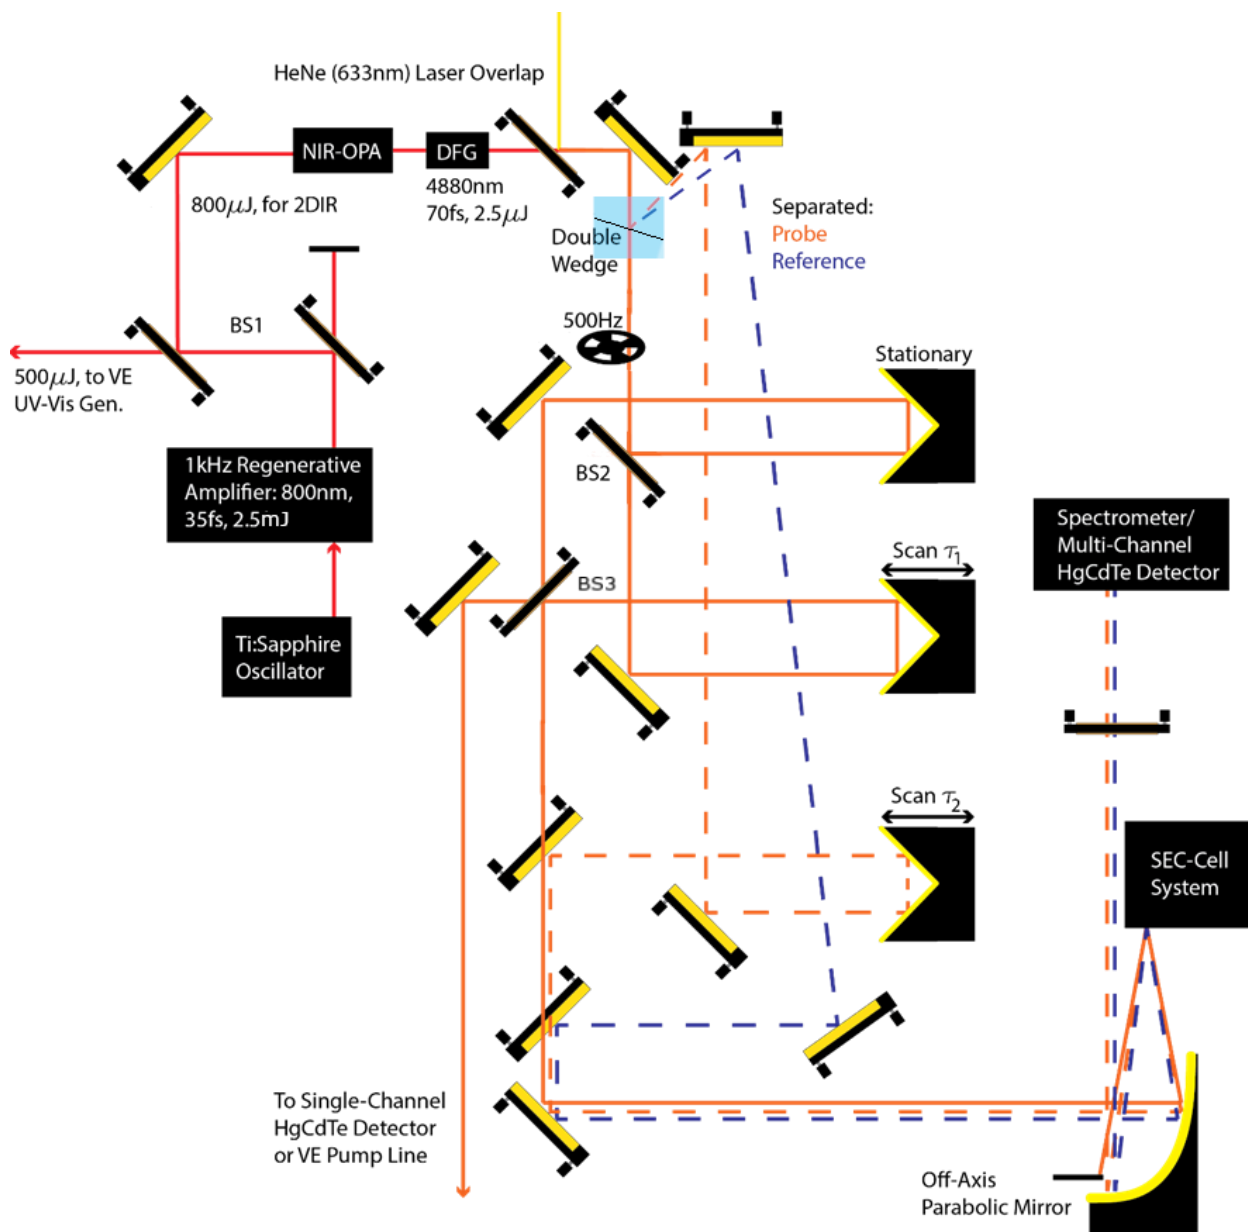 HeNe (633nm) Laser Overlap
NIR-OPA
DFG
4880nm
70fs, 2.5μJ
800μJ, for 2DIR
Double
Wedge
Separated:
Probe
Reference
BS1
500Hz
Stationary
500μJ, to VE
UV-Vis Gen.
1kHz Regenerative
Amplifier: 800nm,
35fs, 2.5mJ
BS2
Spectrometer/
Multi-Channel
HgCdTe Detector
Scan τ1
BS3
Ti:Sapphire
Oscillator
Scan τ2
SEC-Cell
System
To Single-Channel
HgCdTe Detector
or VE Pump Line
Off-Axis
Parabolic Mirror